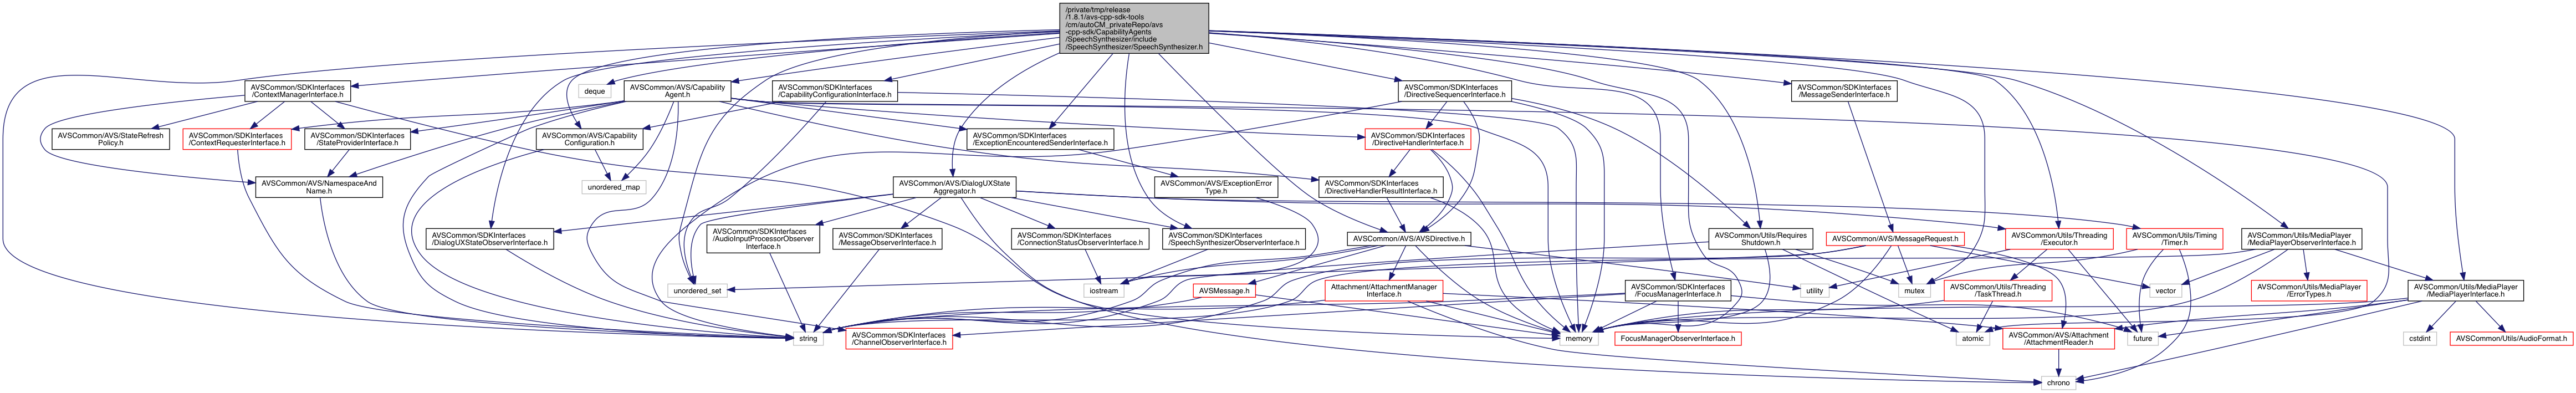 /private/tmp/release
/1.8.1/avs-cpp-sdk-tools
/cm/autoCM_privateRepo/avs
-cpp-sdk/CapabilityAgents
/SpeechSynthesizer/include
/SpeechSynthesizer/SpeechSynthesizer.h
AVSCommon/SDKInterfaces
/ContextManagerInterface.h
deque
AVSCommon/AVS/Capability
Agent.h
AVSCommon/SDKInterfaces
/CapabilityConfigurationInterface.h
AVSCommon/SDKInterfaces
/DirectiveSequencerInterface.h
AVSCommon/SDKInterfaces
/MessageSenderInterface.h
AVSCommon/AVS/StateRefresh
Policy.h
AVSCommon/SDKInterfaces
/ContextRequesterInterface.h
AVSCommon/SDKInterfaces
/StateProviderInterface.h
AVSCommon/AVS/Capability
Configuration.h
AVSCommon/SDKInterfaces
/ExceptionEncounteredSenderInterface.h
AVSCommon/SDKInterfaces
/DirectiveHandlerInterface.h
AVSCommon/AVS/NamespaceAnd
Name.h
unordered_map
AVSCommon/AVS/DialogUXState
Aggregator.h
AVSCommon/AVS/ExceptionError
Type.h
AVSCommon/SDKInterfaces
/DirectiveHandlerResultInterface.h
AVSCommon/SDKInterfaces
/DialogUXStateObserverInterface.h
AVSCommon/SDKInterfaces
/AudioInputProcessorObserver
Interface.h
AVSCommon/SDKInterfaces
/MessageObserverInterface.h
AVSCommon/SDKInterfaces
/ConnectionStatusObserverInterface.h
AVSCommon/SDKInterfaces
/SpeechSynthesizerObserverInterface.h
AVSCommon/AVS/AVSDirective.h
AVSCommon/Utils/Requires
Shutdown.h
AVSCommon/AVS/MessageRequest.h
AVSCommon/Utils/Threading
/Executor.h
AVSCommon/Utils/Timing
/Timer.h
AVSCommon/Utils/MediaPlayer
/MediaPlayerObserverInterface.h
unordered_set
iostream
AVSMessage.h
Attachment/AttachmentManager
Interface.h
utility
AVSCommon/SDKInterfaces
/FocusManagerInterface.h
mutex
AVSCommon/Utils/Threading
/TaskThread.h
vector
AVSCommon/Utils/MediaPlayer
/ErrorTypes.h
AVSCommon/Utils/MediaPlayer
/MediaPlayerInterface.h
string
AVSCommon/SDKInterfaces
/ChannelObserverInterface.h
memory
FocusManagerObserverInterface.h
atomic
AVSCommon/AVS/Attachment
/AttachmentReader.h
future
cstdint
AVSCommon/Utils/AudioFormat.h
chrono